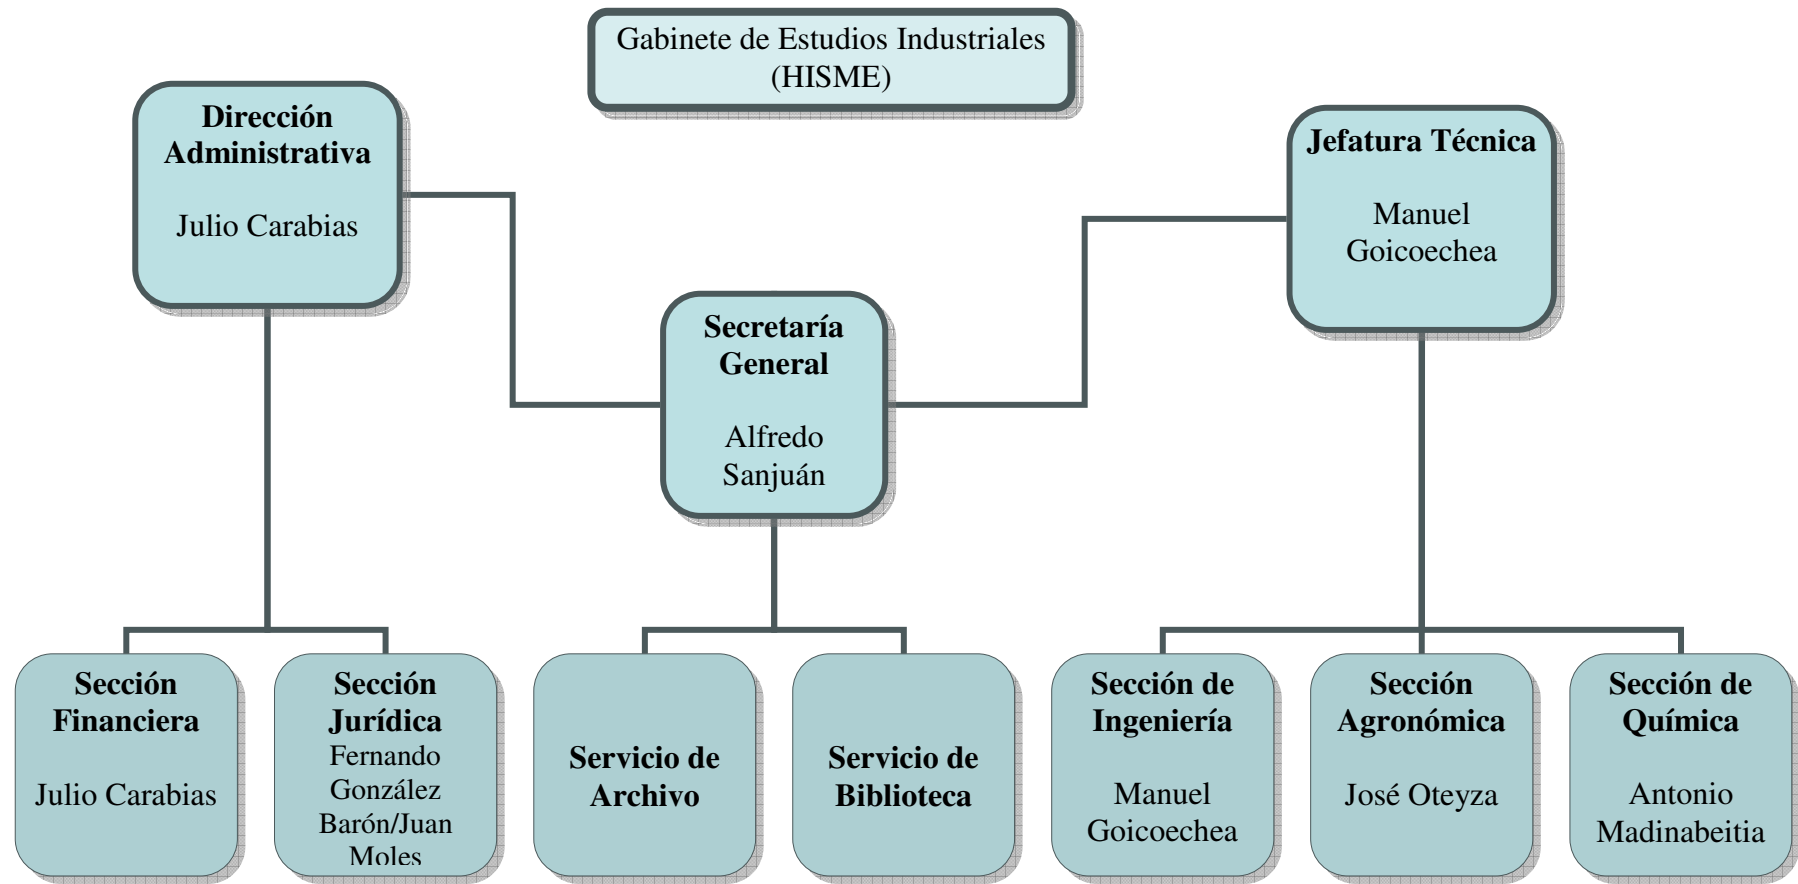 Gabinete de Estudios Industriales
(HISME)
Dirección
Administrativa
Julio Carabias
Jefatura Técnica
Manuel
Goicoechea
Secretaría
General
Alfredo
Sanjuán
Sección
Financiera
Julio Carabias
Sección
Jurídica
Fernando
González
Barón/Juan
Moles
Servicio de
Archivo
Servicio de
Biblioteca
Sección de
Ingeniería
Manuel
Goicoechea
Sección
Agronómica
José Oteyza
Sección de
Química
Antonio
Madinabeitia